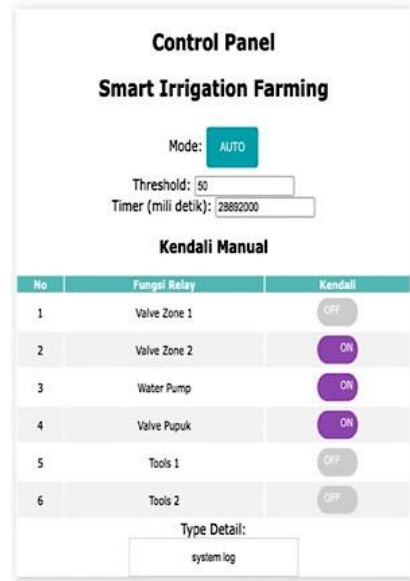 Control Panel
Smart Irrigation Farming
Mode: AUTO
Threshold: 50
Timer (mili detik): 28892000
Kendali Manual
No Fungsi Relay Kendali
1 Valve Zone 1 OFF
2 Valve Zone 2 ON
3 Water Pump ON
4 Valve Pupuk ON
5 Tools 1 OFF
6 Tools 2 OFF
Type Detail:
system log